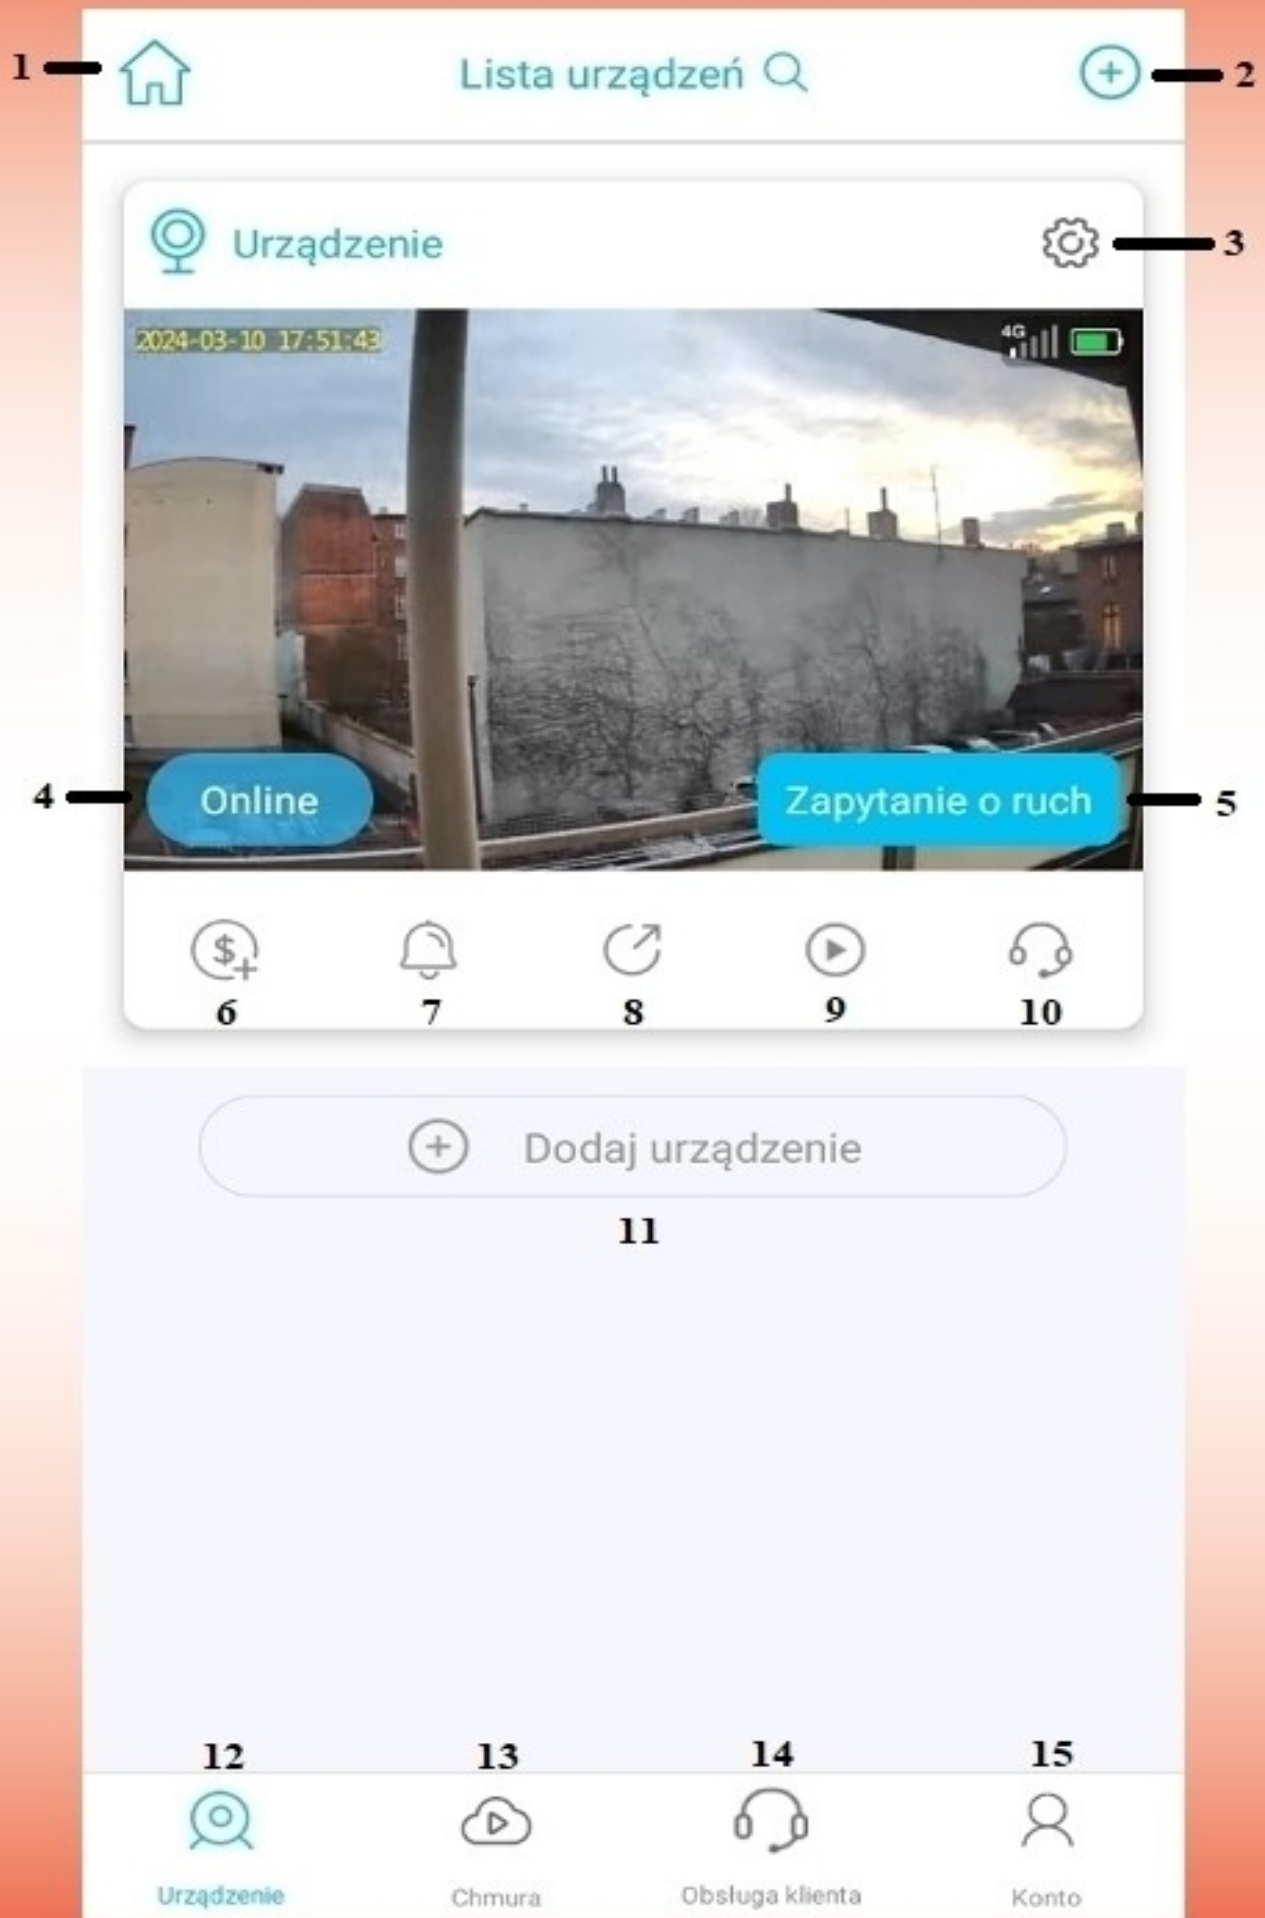 1
Lista urządzeń
2
Urządzenie
3
2024-03-10 17:51:43
4G
4
Online
Zapytanie o ruch
5
$
6
7
8
9
10
Dodaj urządzenie
11
12
13
14
15
Urządzenie
Chmura
Obsługa klienta
Konto